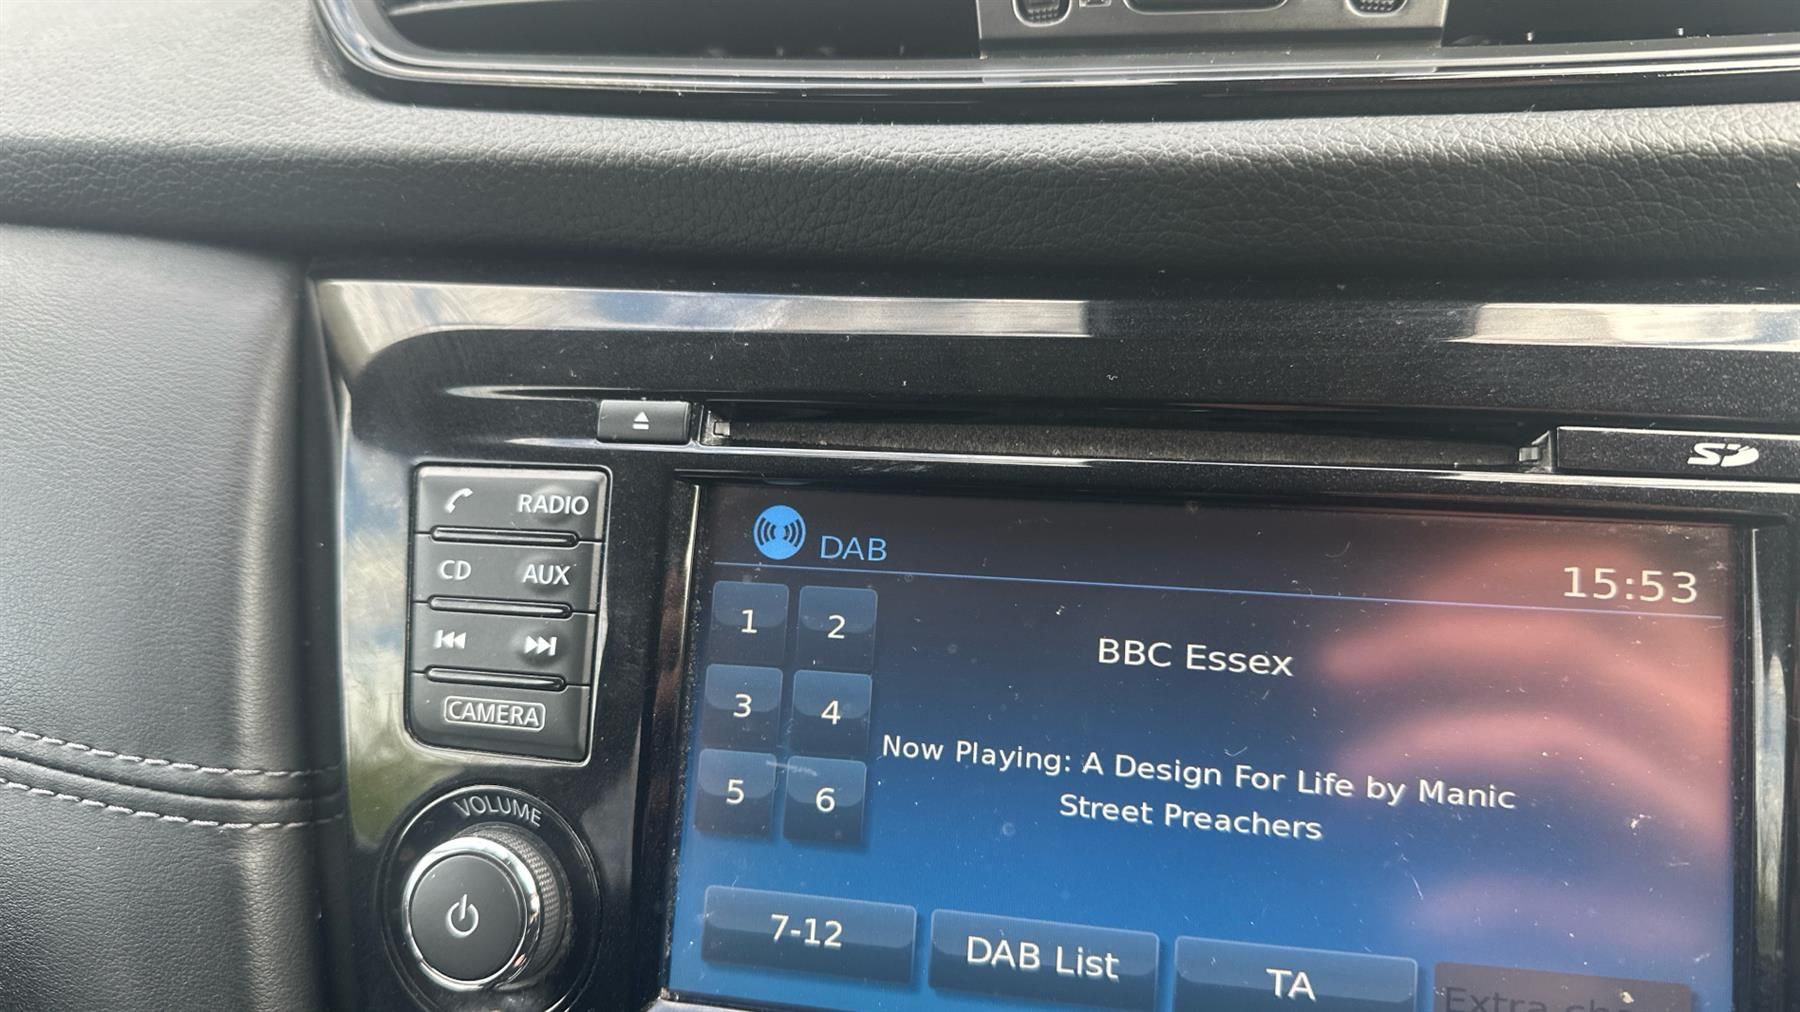 SD
RADIO
CD AUX
CAMERA
VOLUME
DAB
15:53
1 2
3 4
5 6
BBC Essex
Now Playing: A Design For Life by Manic
Street Preachers
7-12
DAB List
TA
Extra